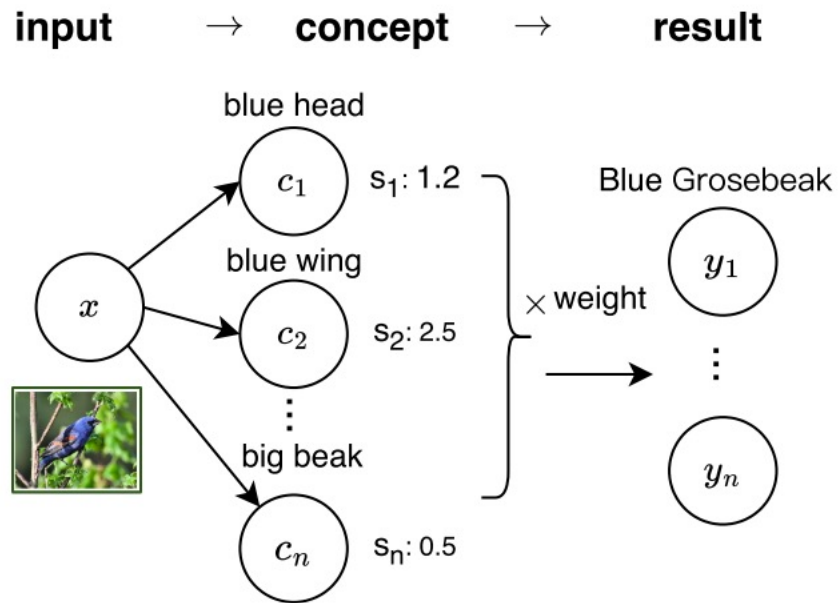 input → concept → result
blue head
c₁
s₁: 1.2
Blue Grosebeak
y₁
x
blue wing
c₂
s₂: 2.5
× weight
⋮
⋮
big beak
cₙ
sₙ: 0.5
yₙ